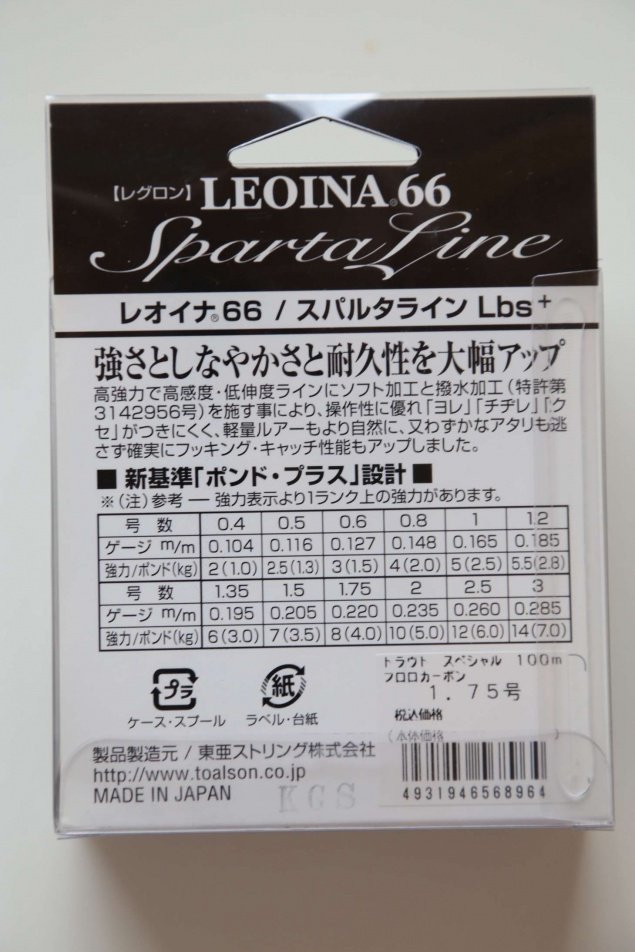 【レグロン】LEOINA®66
Sparta Line
レオイナ®66 / スパルタライン Lbs⁺
強さとしなやかさと耐久性を大幅アップ
高強力で高感度・低伸度ラインにソフト加工と撥水加工（特許第
3142956号）を施す事により、操作性に優れ「ヨレ」「チヂレ」「ク
セ」がつきにくく、軽量ルアーもより自然に、又わずかなアタリも逃
さず確実にフッキング・キャッチ性能もアップしました。
■ 新基準「ポンド・プラス」設計 ■
※（注）参考 ― 強力表示より1ランク上の強力があります。
号 数 0.4 0.5 0.6 0.8 1 1.2
ゲージ m/m 0.104 0.116 0.127 0.148 0.165 0.185
強力/ポンド(kg) 2(1.0) 2.5(1.3) 3(1.5) 4(2.0) 5(2.5) 5.5(2.8)
号 数 1.35 1.5 1.75 2 2.5 3
ゲージ m/m 0.195 0.205 0.220 0.235 0.260 0.285
強力/ポンド(kg) 6(3.0) 7(3.5) 8(4.0) 10(5.0) 12(6.0) 14(7.0)
プラ
ケース・スプール
紙
ラベル・台紙
トラウト スペシャル 100m
フロロカーボン
1.75号
税込価格
(本体価格
製品製造元 / 東亜ストリング株式会社
http://www.toalson.co.jp
MADE IN JAPAN
KGS
4931946568964